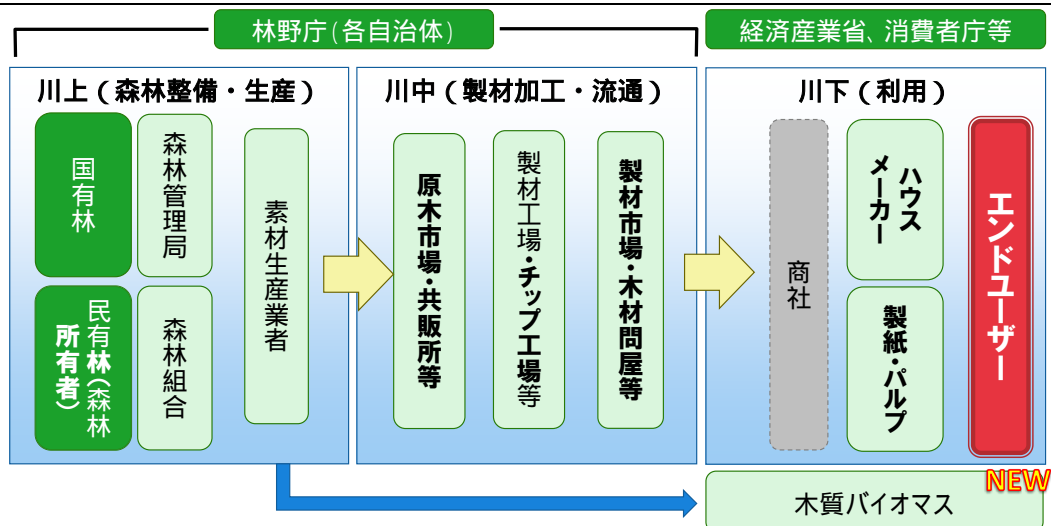 林野庁(各自治体)
経済産業省、消費者庁等
川上(森林整備・生産)
国有林
森林管理局
民有林(森林
所有者)
森林組合
素材生産業者
川中(製材加工・流通)
原木市場・共販所等
製材工場・チップ工場等
製材市場・木材問屋等
川下(利用)
商社
ハウス
メーカー
製紙・パルプ
エンドユーザー
NEW
木質バイオマス